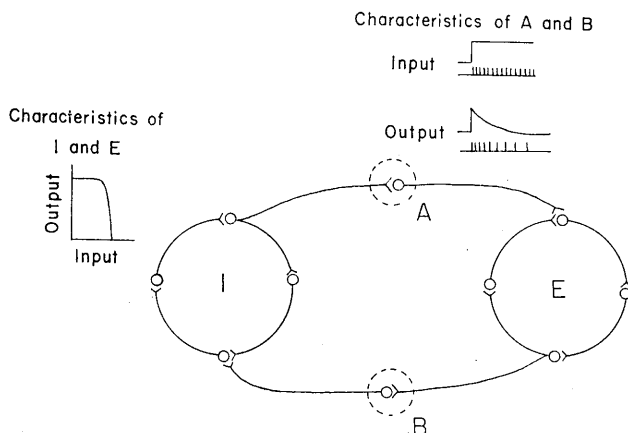 Characteristics of A and B
Input
Output
Characteristics of
I and E
Output
Input
A
I
E
B